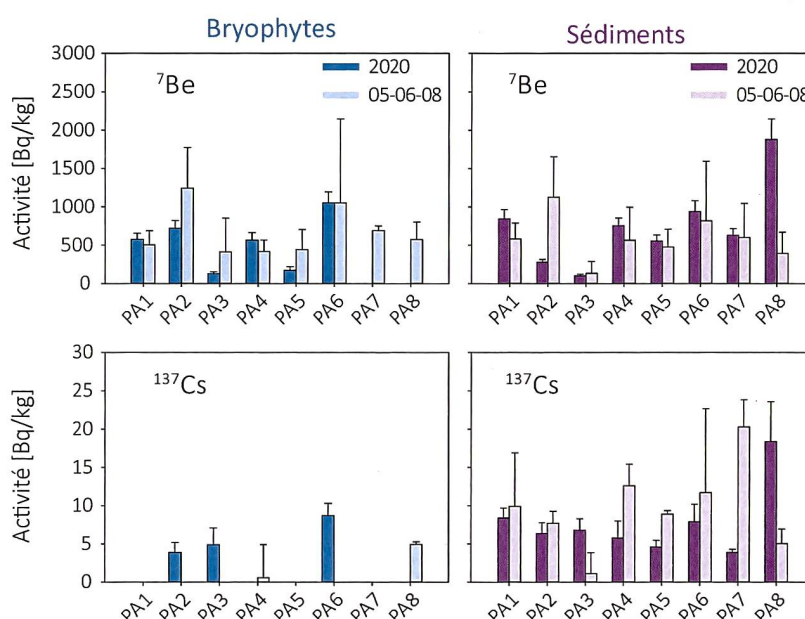 Bryophytes
Sédiments
Activité [Bq/kg]
3000
2500
2000
1500
1000
500
0
7Be
2020
05-06-08
PA1 PA2 PA3 PA4 PA5 PA6 PA7 PA8
7Be
2020
05-06-08
PA1 PA2 PA3 PA4 PA5 PA6 PA7 PA8
Activité [Bq/kg]
30
25
20
15
10
5
0
137Cs
PA1 PA2 PA3 PA4 PA5 PA6 PA7 PA8
137Cs
PA1 PA2 PA3 PA4 PA5 PA6 PA7 PA8